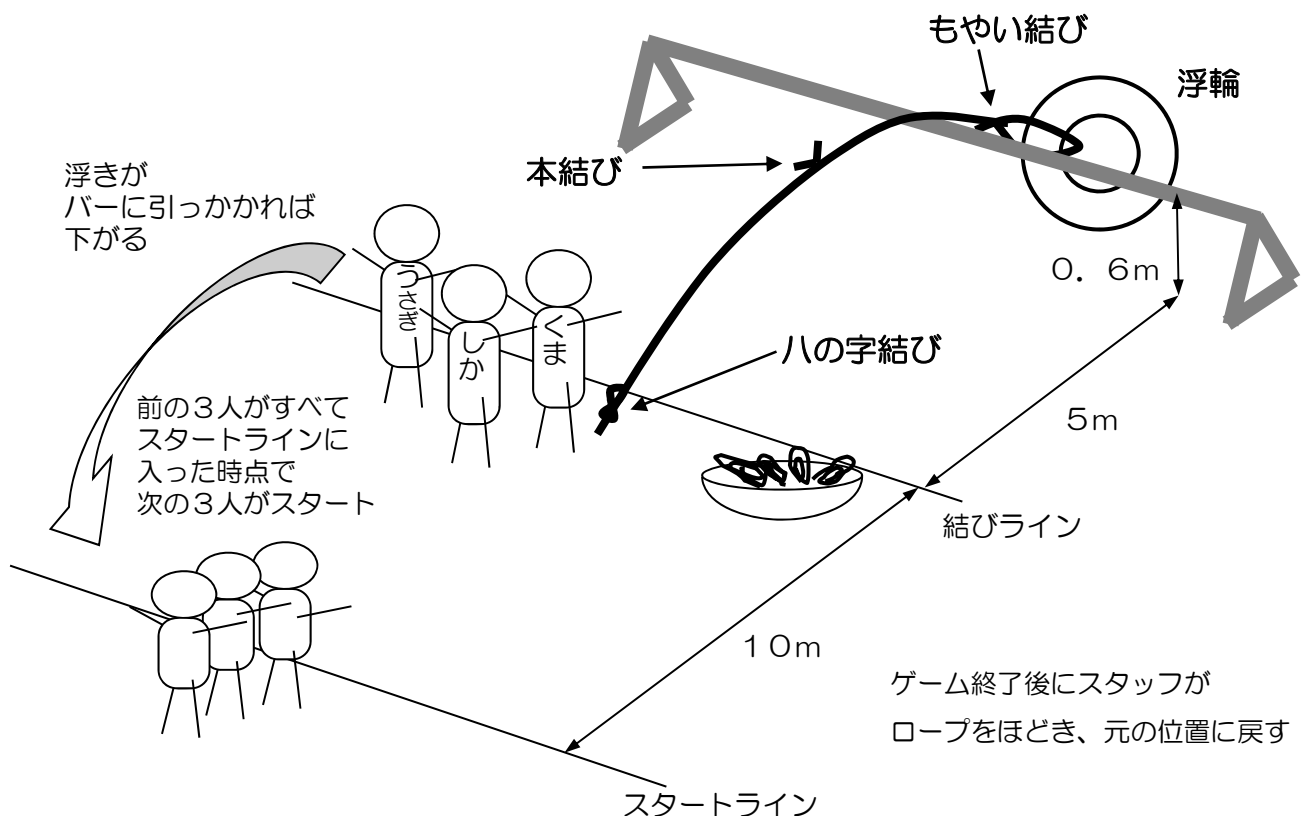 もやい結び
浮輪
本結び
浮きが
バーに引っかかれば
下がる
うさぎ
しか
くま
0．6m
八の字結び
5m
前の3人がすべて
スタートラインに
入った時点で
次の3人がスタート
結びライン
10m
ゲーム終了後にスタッフが
ロープをほどき、元の位置に戻す
スタートライン